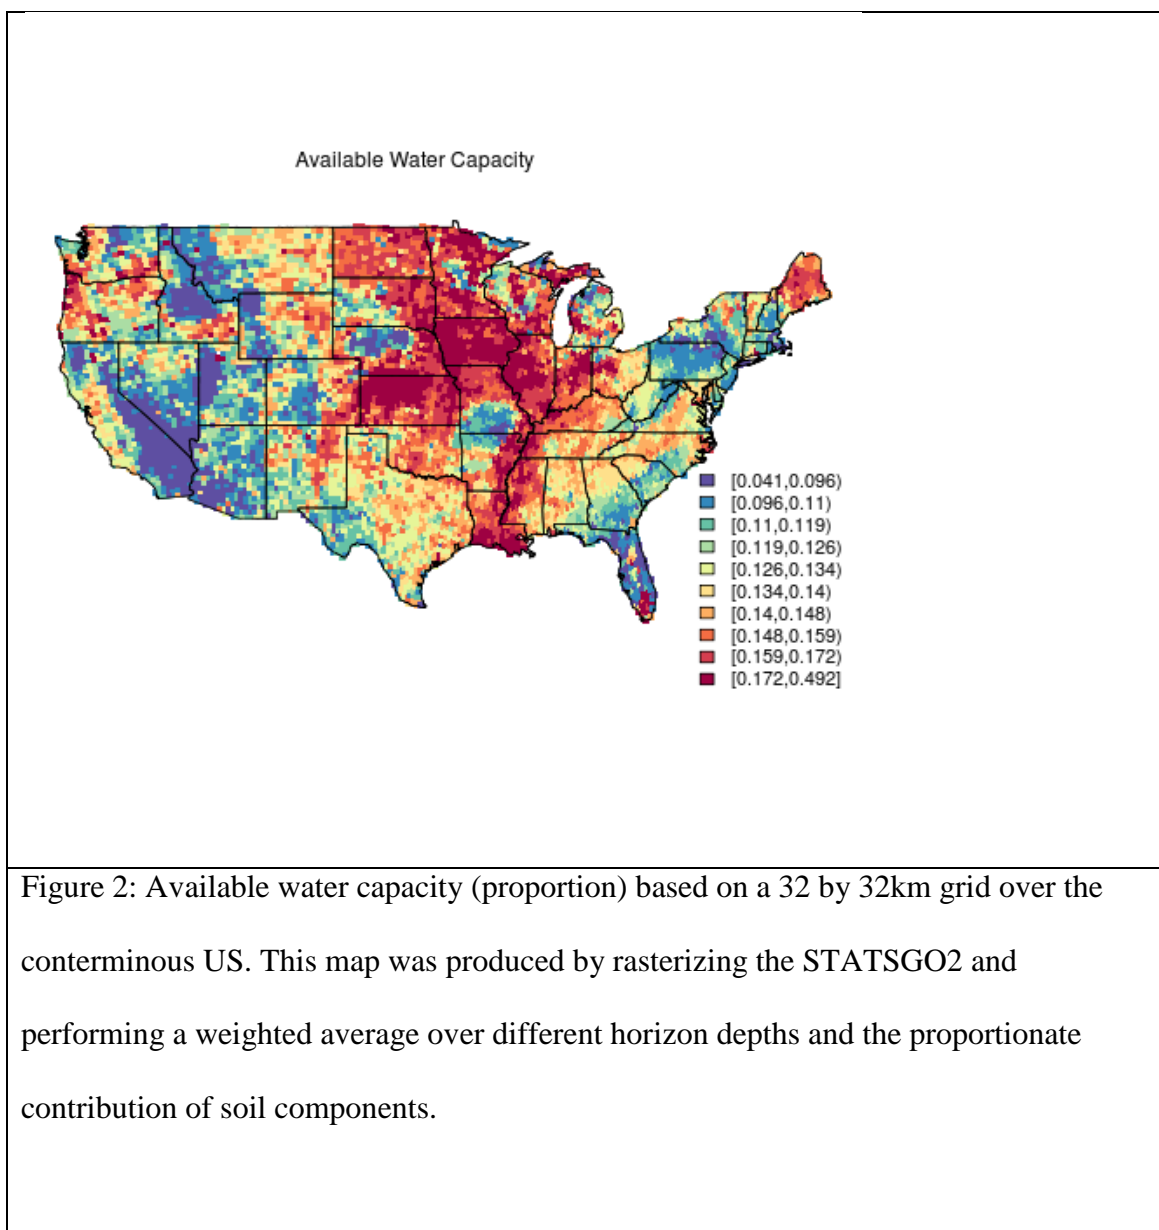 Available Water Capacity
[0.041,0.096)
[0.096,0.11)
[0.11,0.119)
[0.119,0.126)
[0.126,0.134)
[0.134,0.14)
[0.14,0.148)
[0.148,0.159)
[0.159,0.172)
[0.172,0.492]
Figure 2: Available water capacity (proportion) based on a 32 by 32km grid over the
conterminous US. This map was produced by rasterizing the STATSGO2 and
performing a weighted average over different horizon depths and the proportionate
contribution of soil components.